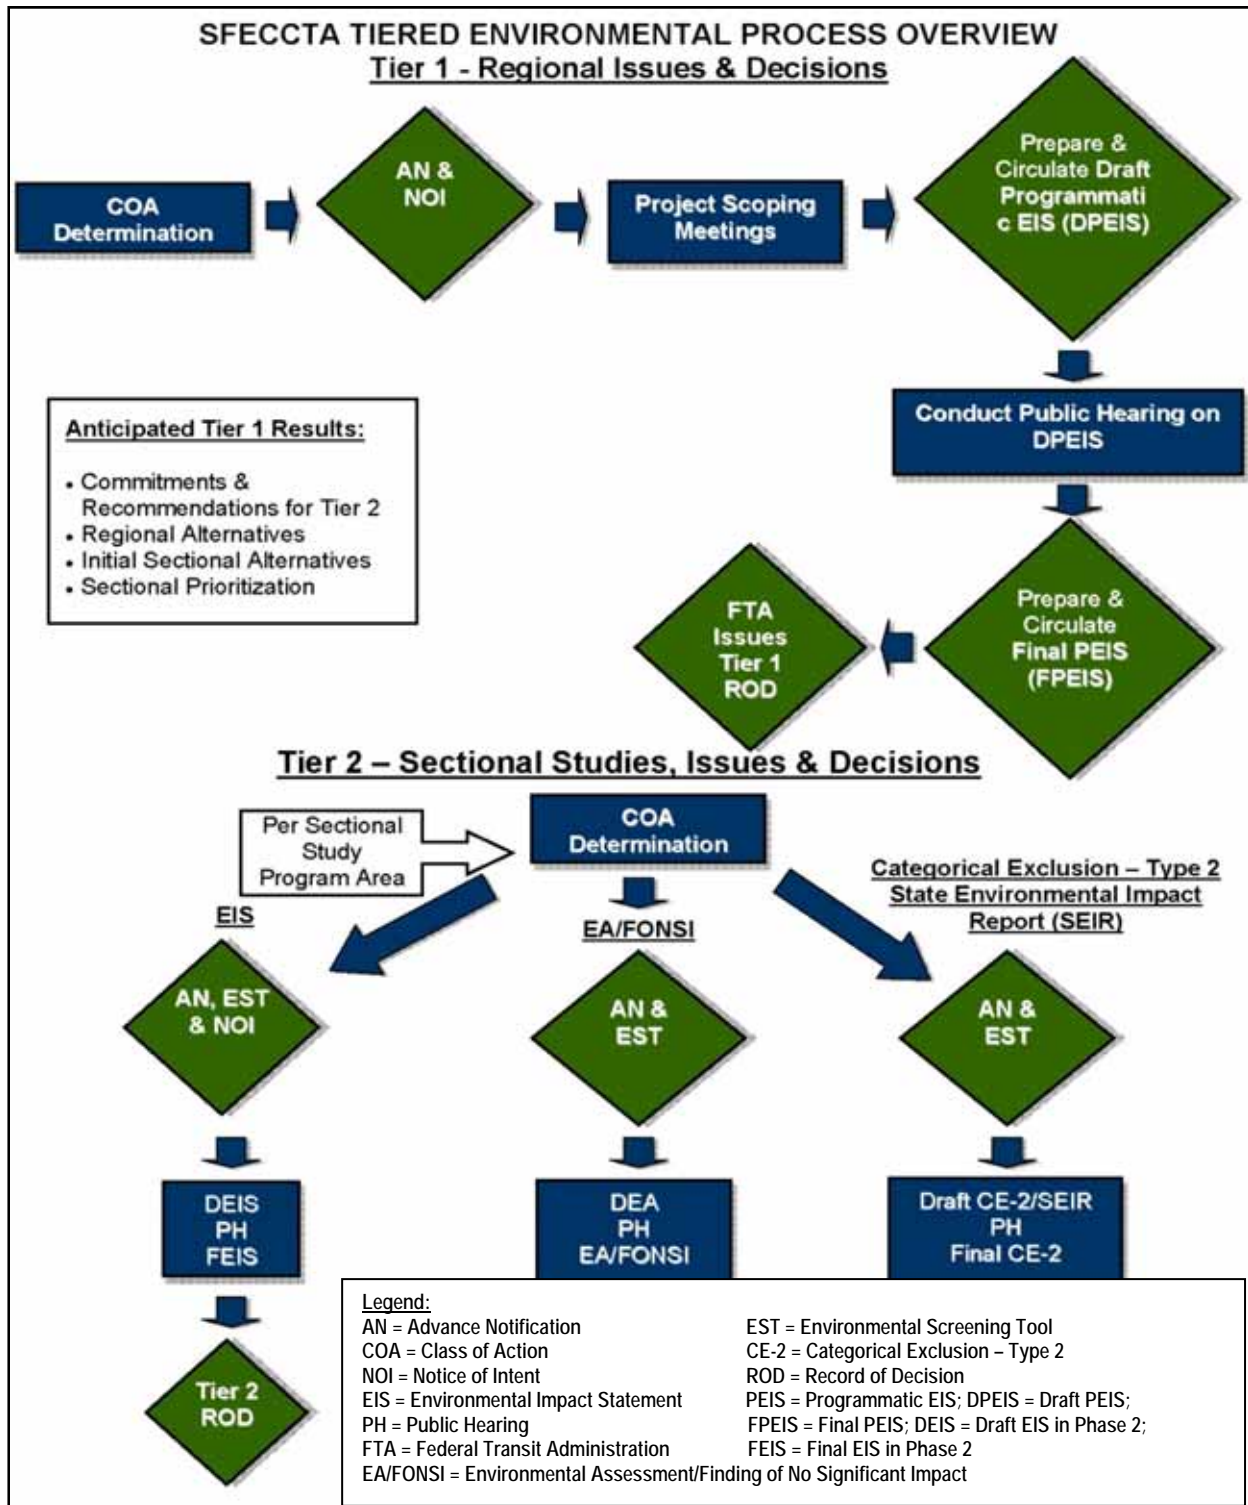 SFECCTA TIERED ENVIRONMENTAL PROCESS OVERVIEW
Tier 1 - Regional Issues & Decisions
COA
Determination
AN &
NOI
Project Scoping
Meetings
Prepare &
Circulate Draft
Programmati
c EIS (DPEIS)
Conduct Public Hearing on
DPEIS
Anticipated Tier 1 Results:
• Commitments &
Recommendations for Tier 2
• Regional Alternatives
• Initial Sectional Alternatives
• Sectional Prioritization
Prepare &
Circulate
Final PEIS
(FPEIS)
FTA
Issues
Tier 1
ROD
Tier 2 – Sectional Studies, Issues & Decisions
Per Sectional
Study
Program Area
COA
Determination
EIS
EA/FONSI
Categorical Exclusion – Type 2
State Environmental Impact
Report (SEIR)
AN, EST
& NOI
AN &
EST
AN &
EST
DEIS
PH
FEIS
DEA
PH
EA/FONSI
Draft CE-2/SEIR
PH
Final CE-2
Tier 2
ROD
Legend:
AN = Advance Notification
COA = Class of Action
NOI = Notice of Intent
EIS = Environmental Impact Statement
PH = Public Hearing
FTA = Federal Transit Administration
EA/FONSI = Environmental Assessment/Finding of No Significant Impact
EST = Environmental Screening Tool
CE-2 = Categorical Exclusion – Type 2
ROD = Record of Decision
PEIS = Programmatic EIS; DPEIS = Draft PEIS;
FPEIS = Final PEIS; DEIS = Draft EIS in Phase 2;
FEIS = Final EIS in Phase 2